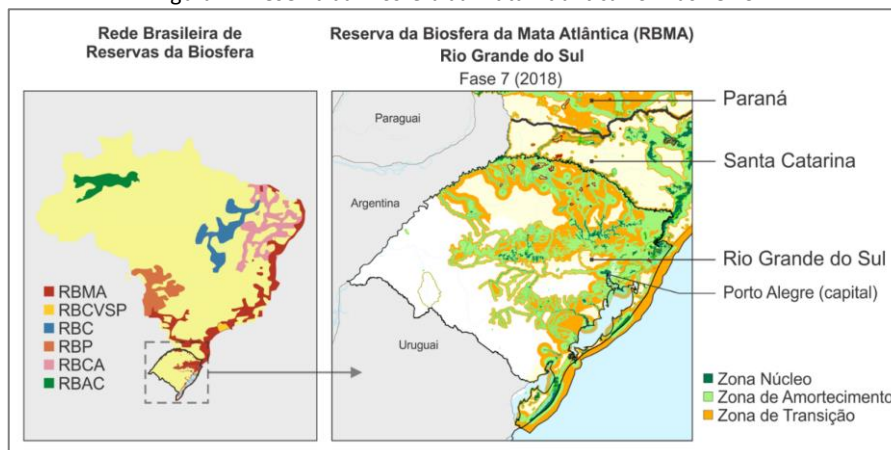 Rede Brasileira de
Reservas da Biosfera
RBMA
RBCVSP
RBC
RBP
RBCA
RBAC
Reserva da Biosfera da Mata Atlântica (RBMA)
Rio Grande do Sul
Fase 7 (2018)
Paraguai
Argentina
Uruguai
Paraná
Santa Catarina
Rio Grande do Sul
Porto Alegre (capital)
Zona Núcleo
Zona de Amortecimento
Zona de Transição